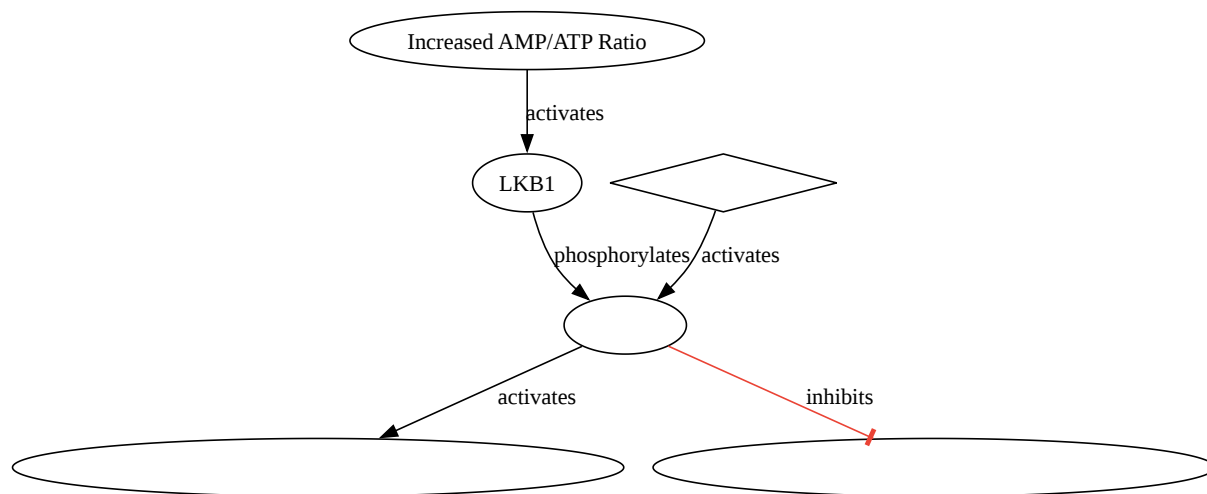 Increased AMP/ATP Ratio
activates
LKB1
phosphorylates
activates
activates
inhibits